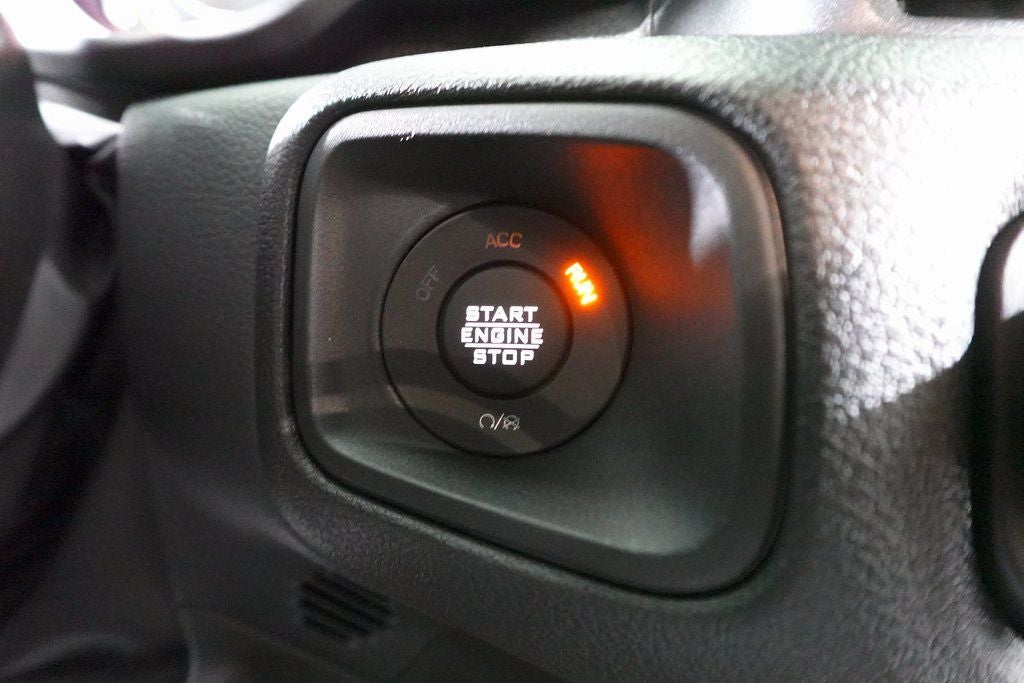 ACC
OFF
RUN
START
ENGINE
STOP